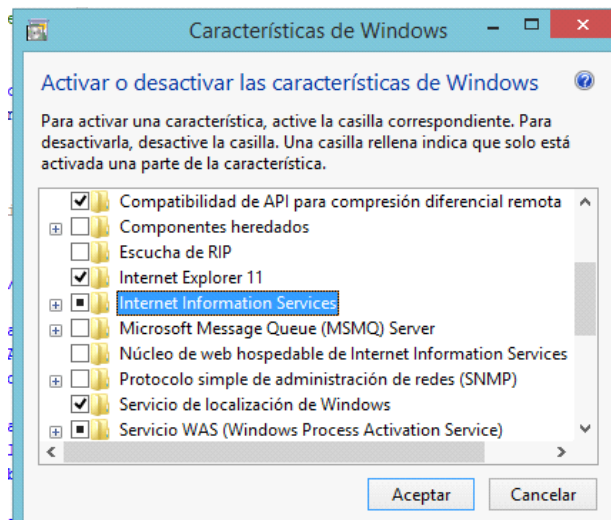 Características de Windows
Activar o desactivar las características de Windows
Para activar una característica, active la casilla correspondiente. Para
desactivarla, desactive la casilla. Una casilla rellena indica que solo está
activada una parte de la característica.
Compatibilidad de API para compresión diferencial remota
Componentes heredados
Escucha de RIP
Internet Explorer 11
Internet Information Services
Microsoft Message Queue (MSMQ) Server
Núcleo de web hospedable de Internet Information Services
Protocolo simple de administración de redes (SNMP)
Servicio de localización de Windows
Servicio WAS (Windows Process Activation Service)
Aceptar
Cancelar